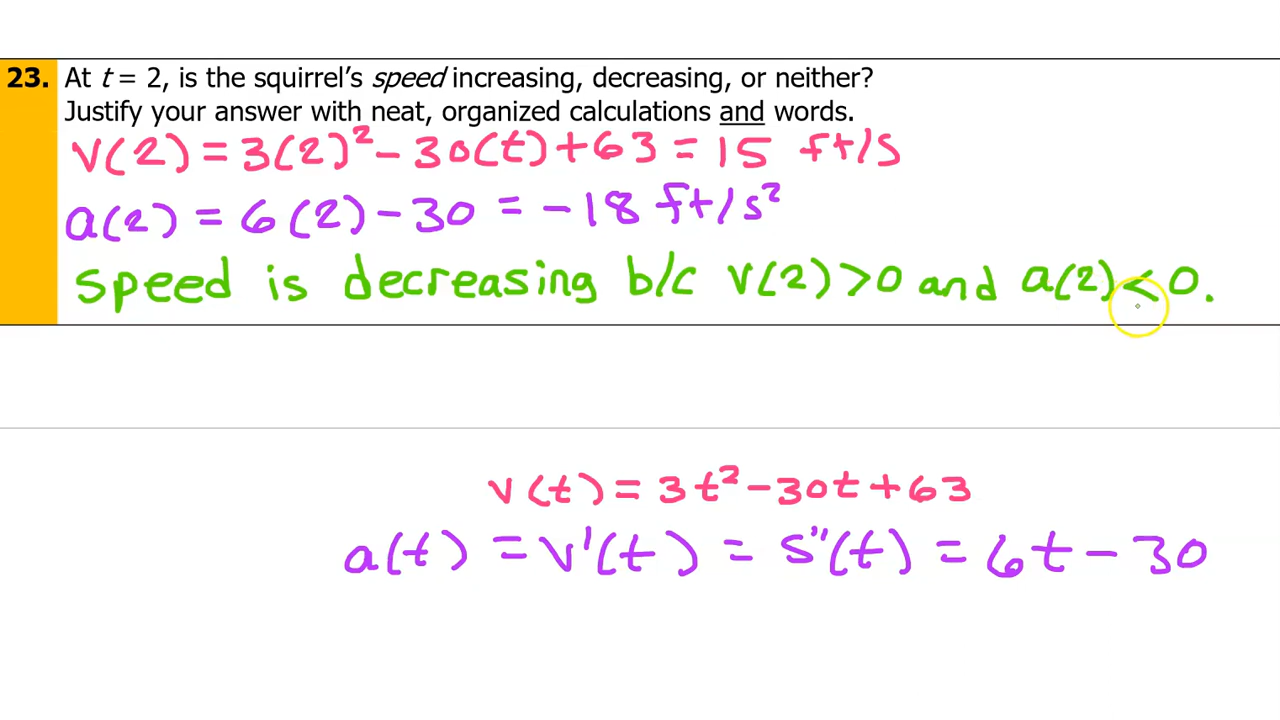 23. At t = 2, is the squirrel's speed increasing, decreasing, or neither?
Justify your answer with neat, organized calculations and words.
v(2) = 3(2)² - 30(t) + 63 = 15 ft/s
a(2) = 6(2) - 30 = -18 ft/s²
speed is decreasing b/c v(2) > 0 and a(2) < 0.
v(t) = 3t² - 30t + 63
a(t) = v'(t) = s''(t) = 6t - 30